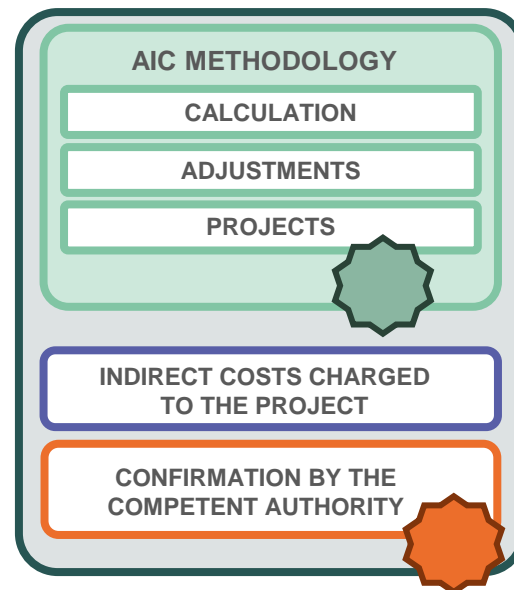 AIC METHODOLOGY
CALCULATION
ADJUSTMENTS
PROJECTS
INDIRECT COSTS CHARGED
TO THE PROJECT
CONFIRMATION BY THE
COMPETENT AUTHORITY